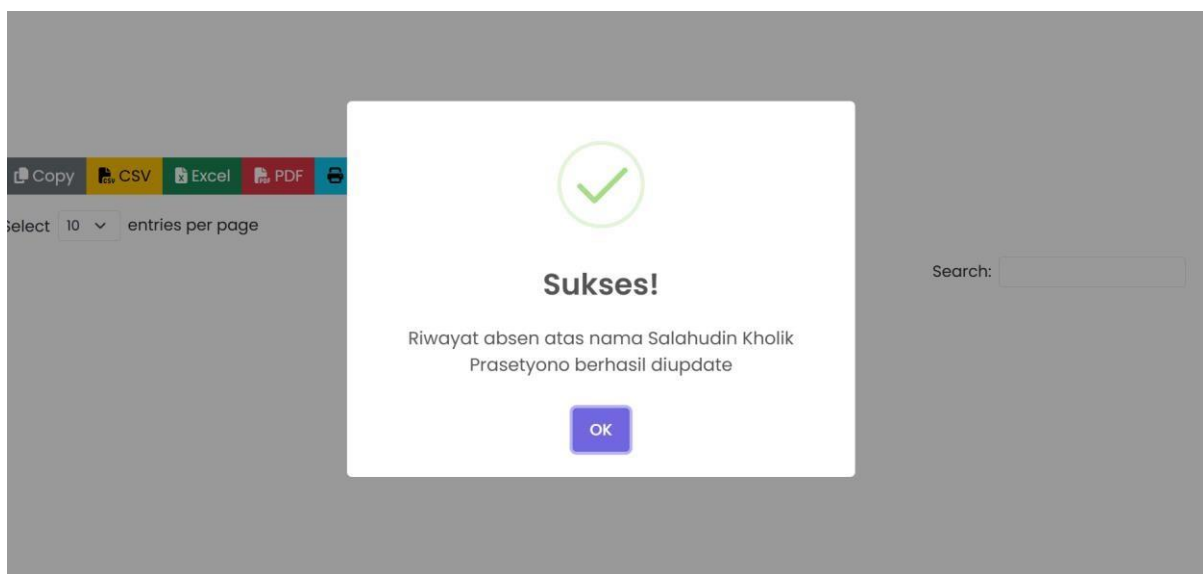 Copy CSV Excel PDF
Select 10 entries per page
Search:
Sukses!
Riwayat absen atas nama Salahudin Kholik
Prasetyono berhasil diupdate
OK